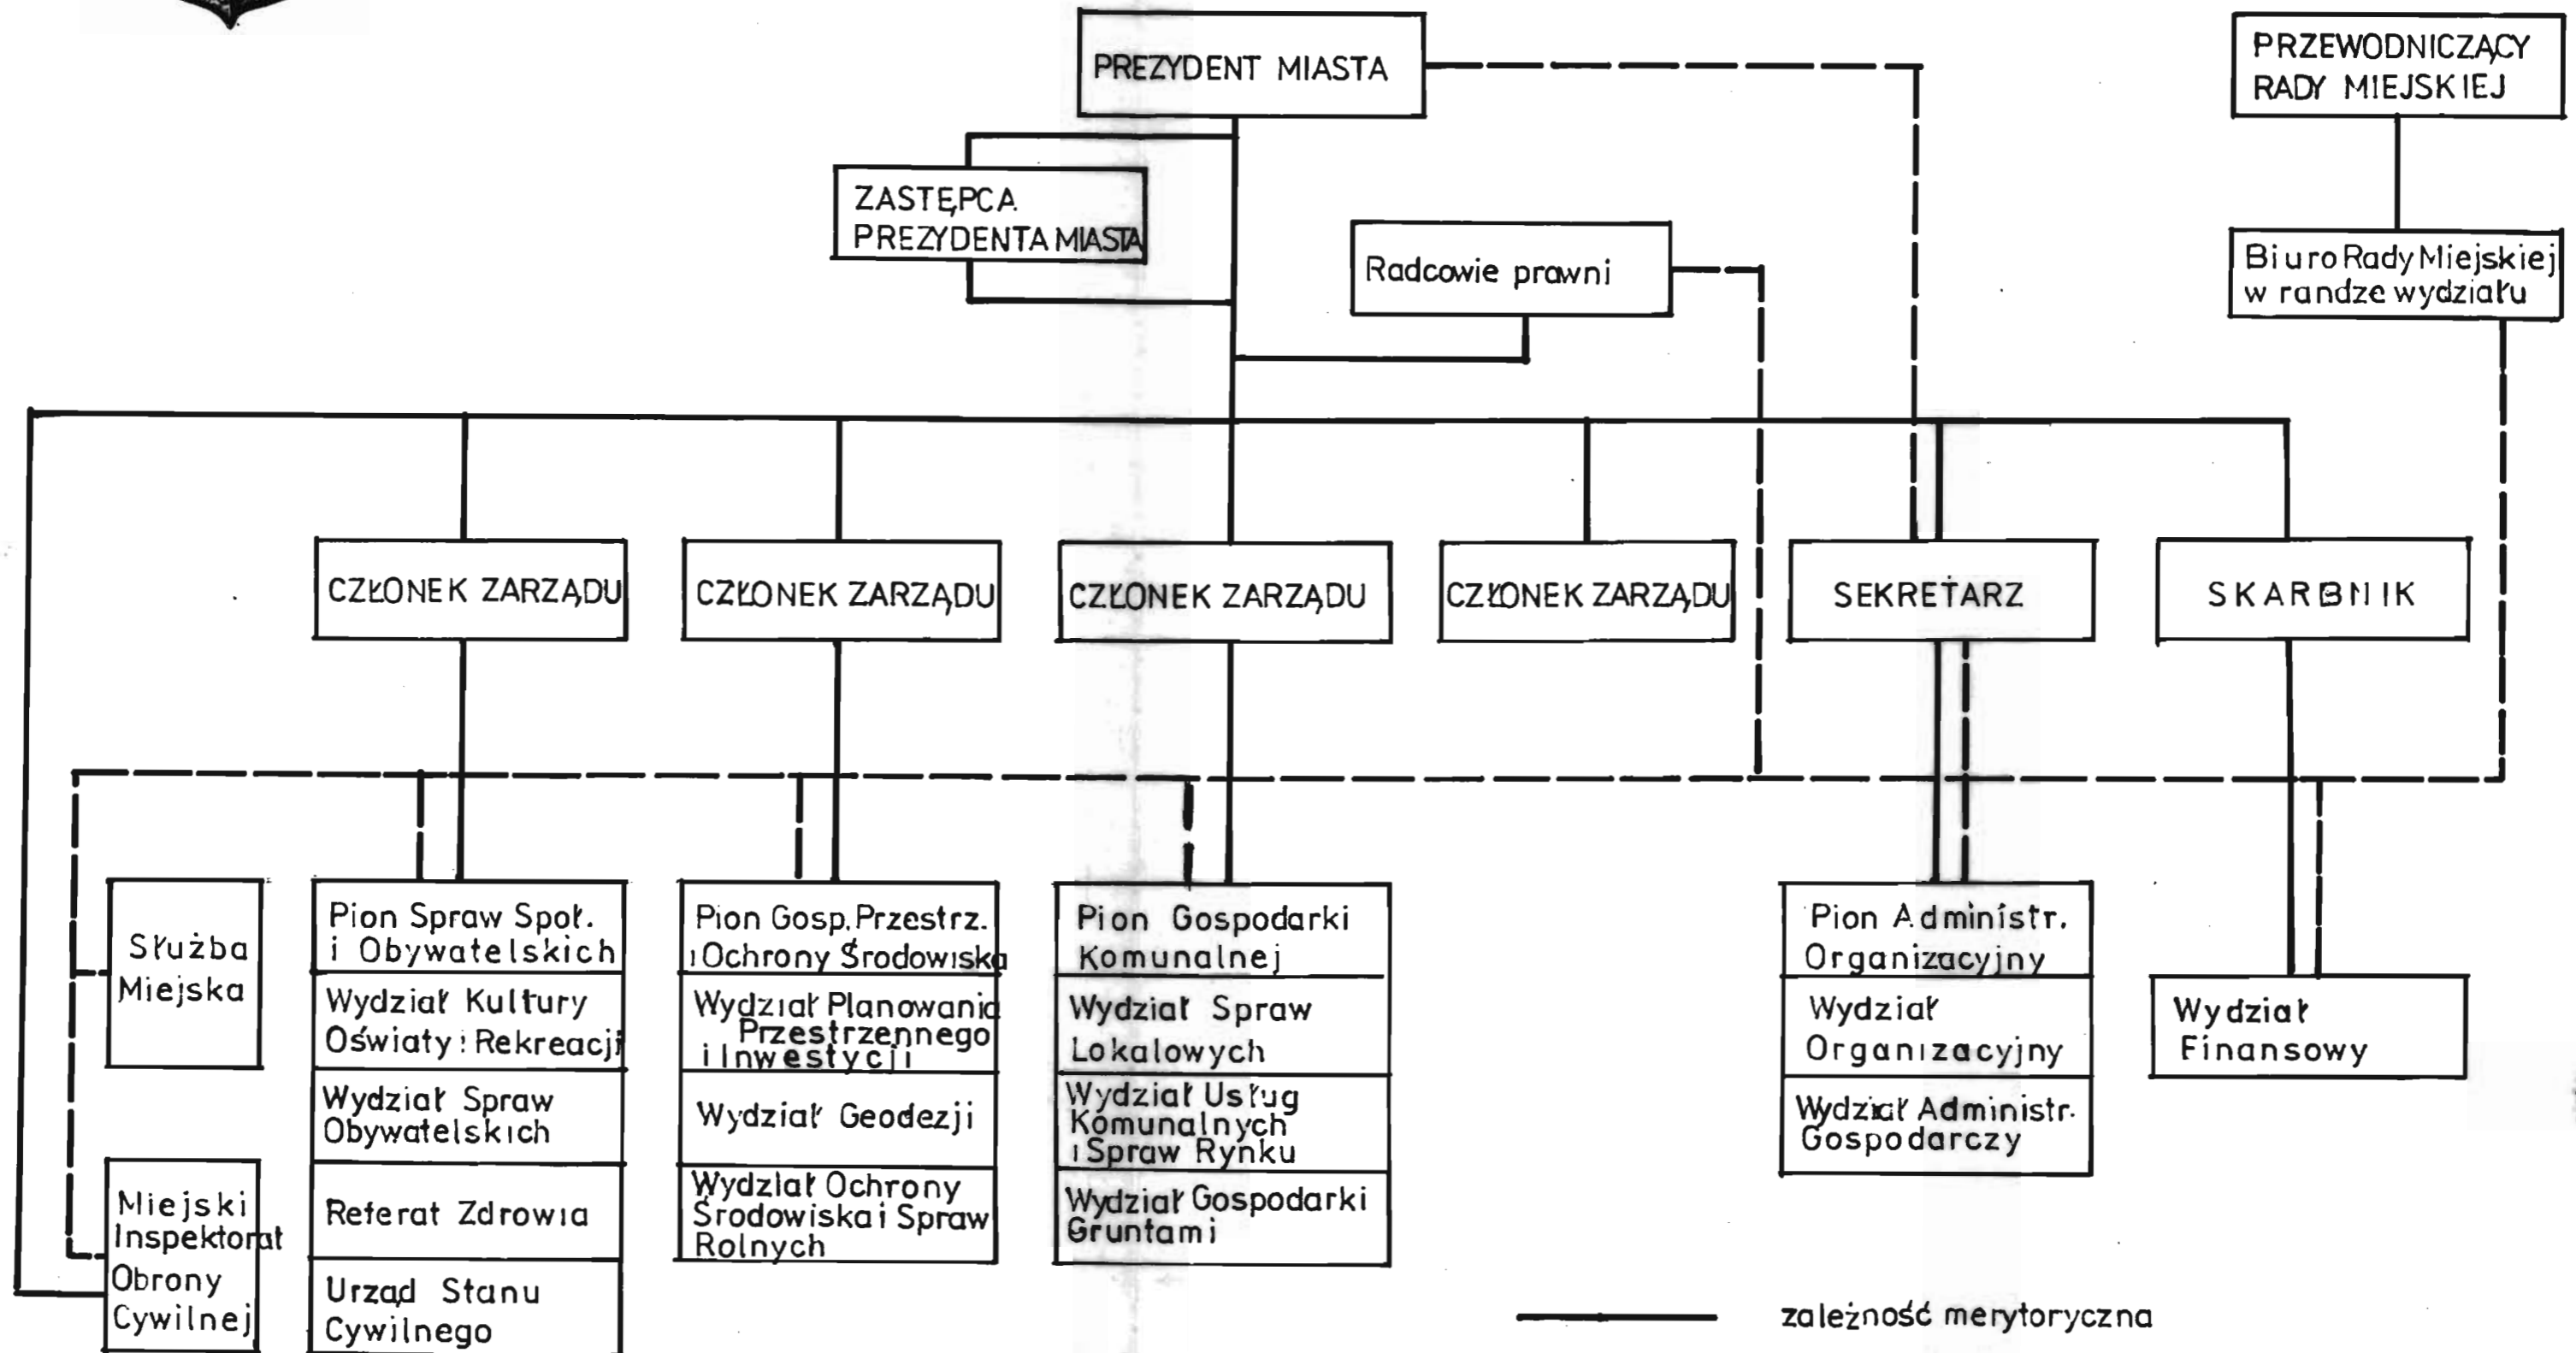 PREZYDENT MIASTA
PRZEWODNICZĄCY
RADY MIEJSKIEJ
ZASTĘPCA
PREZYDENTA MIASTA
Radcowie prawni
Biuro Rady Miejskiej
w randze wydziału
CZŁONEK ZARZĄDU
CZŁONEK ZARZĄDU
CZŁONEK ZARZĄDU
CZŁONEK ZARZĄDU
SEKRETARZ
SKARBNIK
Służba
Miejska
Miejski
Inspektorat
Obrony
Cywilnej
Pion Spraw Społ.
i Obywatelskich
Wydział Kultury
Oświaty i Rekreacji
Wydział Spraw
Obywatelskich
Referat Zdrowia
Urząd Stanu
Cywilnego
Pion Gosp. Przestrz.
i Ochrony Środowiska
Wydział Planowania
Przestrzennego
i Inwestycji
Wydział Geodezji
Wydział Ochrony
Środowiska i Spraw
Rolnych
Pion Gospodarki
Komunalnej
Wydział Spraw
Lokalowych
Wydział Usług
Komunalnych
i Spraw Rynku
Wydział Gospodarki
Gruntami
Pion Administr.
Organizacyjny
Wydział
Organizacyjny
Wydział Administr.
Gospodarczy
Wydział
Finansowy
zależność merytoryczna